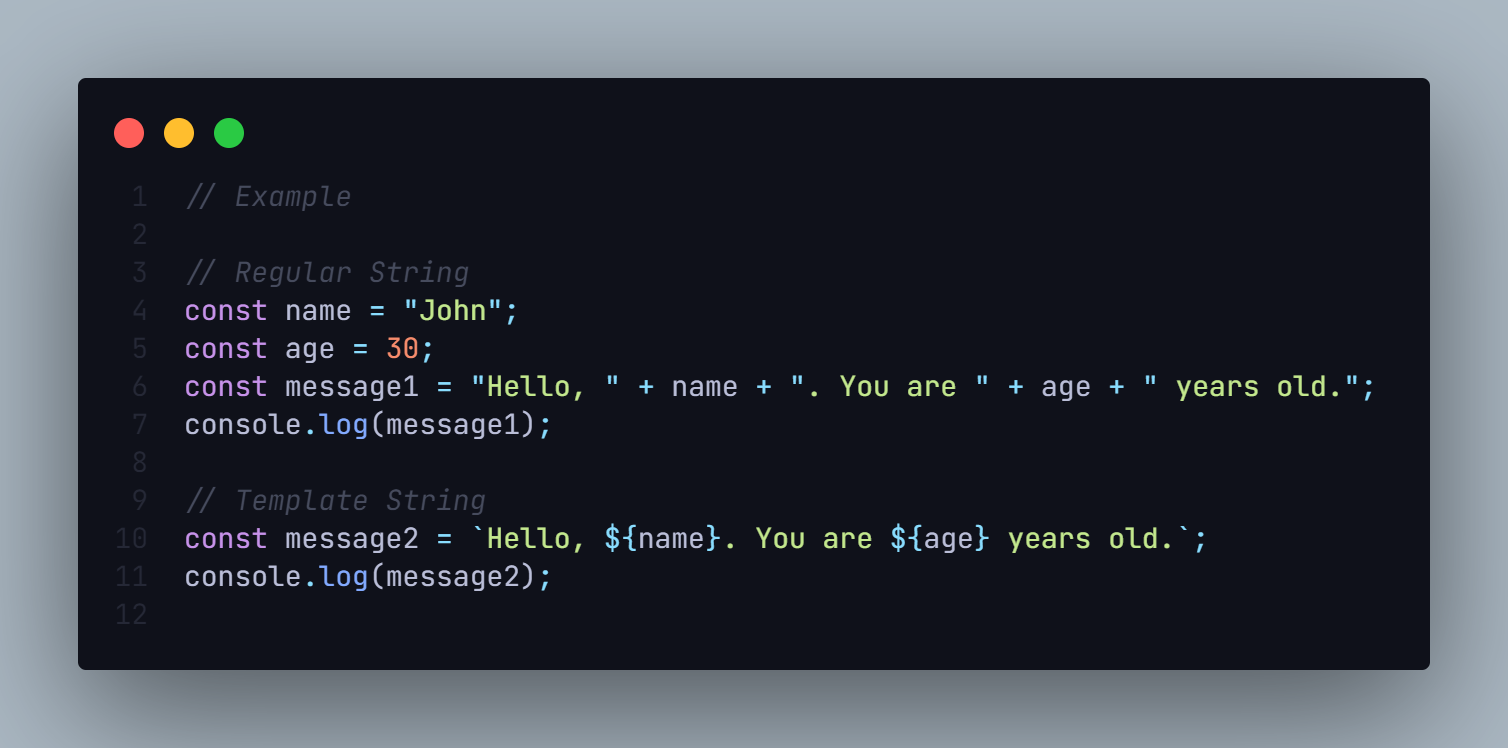 1 // Example
2
3 // Regular String
4 const name = "John";
5 const age = 30;
6 const message1 = "Hello, " + name + ". You are " + age + " years old.";
7 console.log(message1);
8
9 // Template String
10 const message2 = `Hello, ${name}. You are ${age} years old.`;
11 console.log(message2);
12